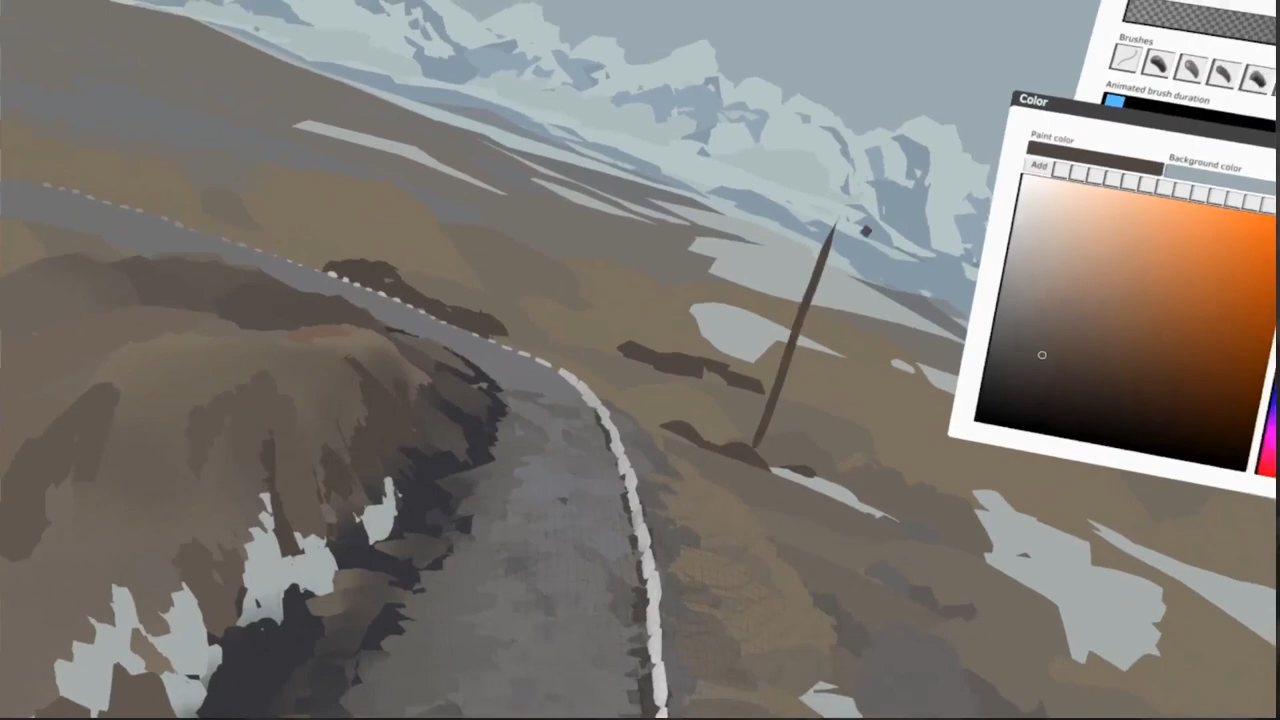 Brushes
Animated brush duration
Color
Paint color
Background color
Add